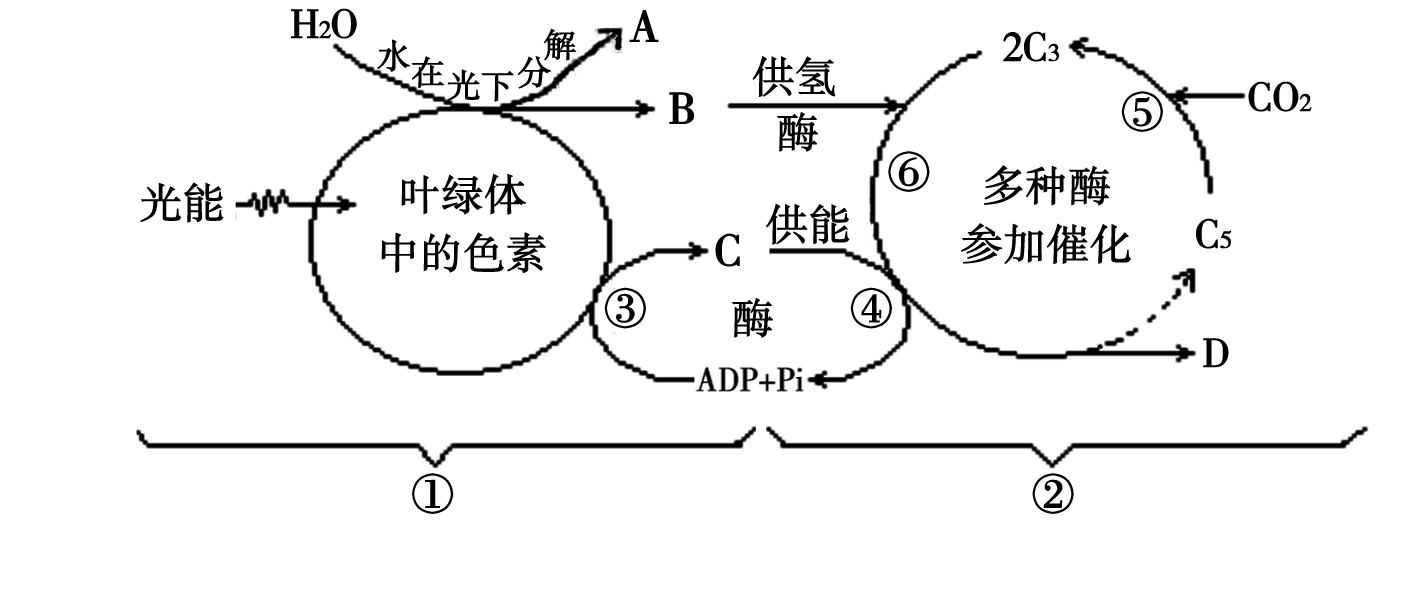 H₂O
水在光下分解
A
B
供氢
酶
2C₃
CO₂
⑤
⑥
光能
叶绿体
中的色素
多种酶
参加催化
C₅
C
供能
③
酶
④
ADP+Pi
D
①
②